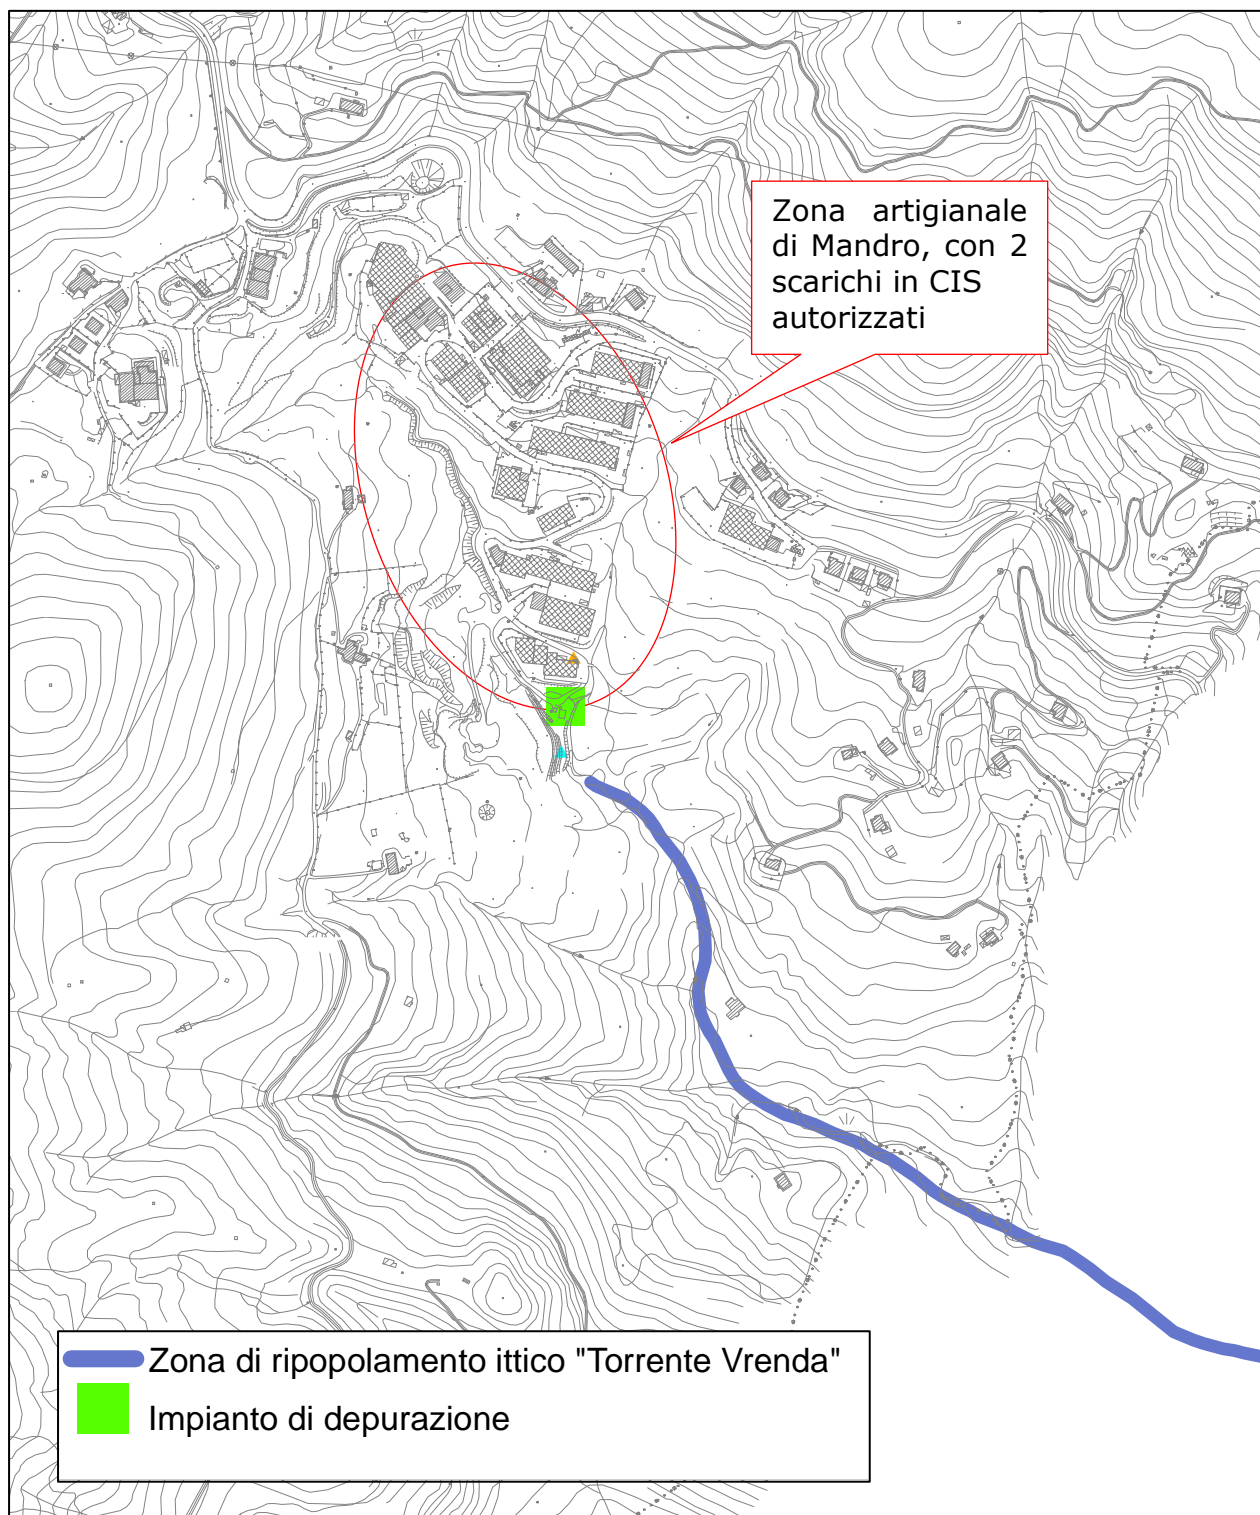 Zona artigianale
di Mandro, con 2
scarichi in CIS
autorizzati
Zona di ripopolamento ittico "Torrente Vrenda"
Impianto di depurazione